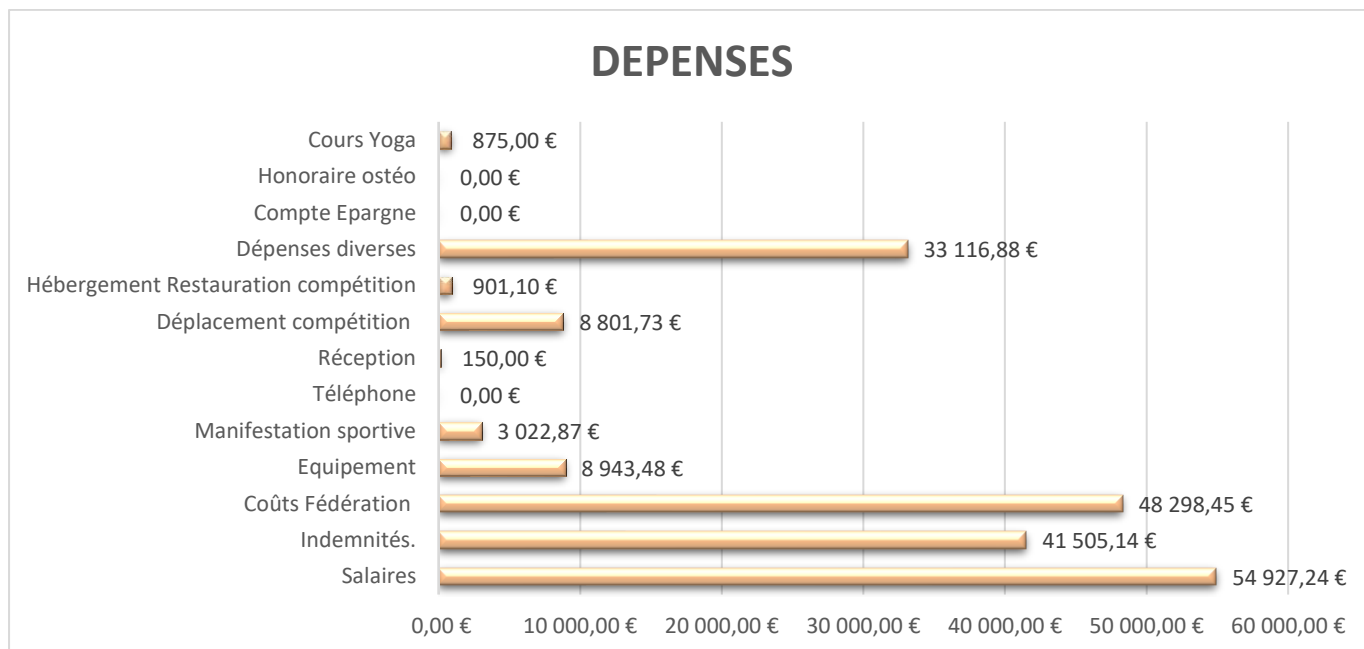 DEPENSES
Cours Yoga 875,00 €
Honoraire ostéo 0,00 €
Compte Epargne 0,00 €
Dépenses diverses 33 116,88 €
Hébergement Restauration compétition 901,10 €
Déplacement compétition 8 801,73 €
Réception 150,00 €
Téléphone 0,00 €
Manifestation sportive 3 022,87 €
Equipement 8 943,48 €
Coûts Fédération 48 298,45 €
Indemnités. 41 505,14 €
Salaires 54 927,24 €
0,00 € 10 000,00 € 20 000,00 € 30 000,00 € 40 000,00 € 50 000,00 € 60 000,00 €